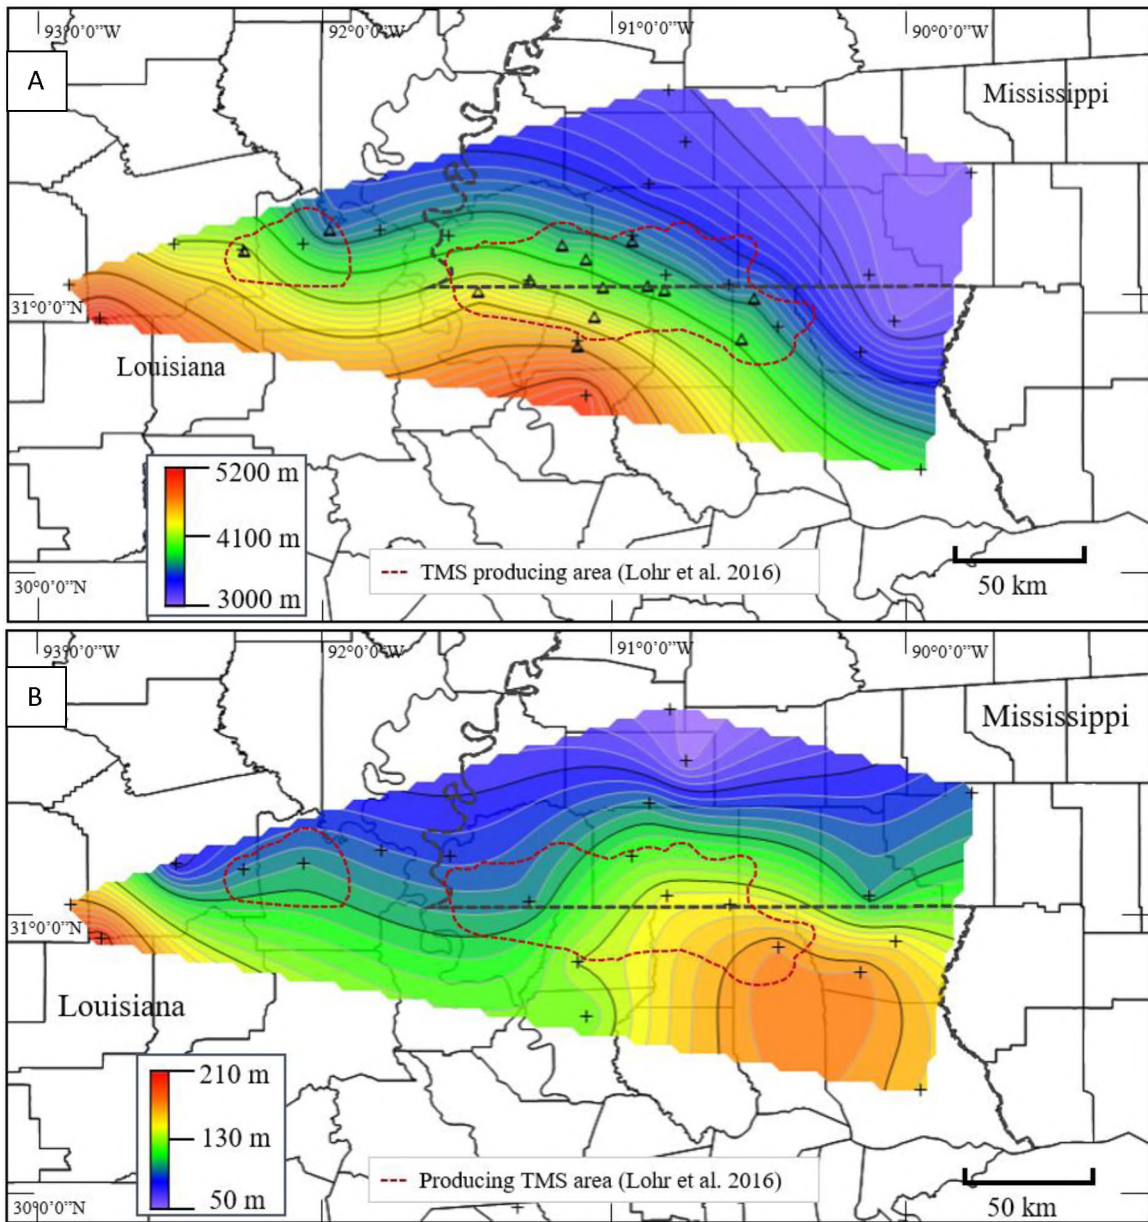 93°0'0"W
92°0'0"W
91°0'0"W
90°0'0"W
A
Mississippi
31°0'0"N
Louisiana
5200 m
4100 m
3000 m
TMS producing area (Lohr et al. 2016)
50 km
30°0'0"N
93°0'0"W
92°0'0"W
91°0'0"W
90°0'0"W
B
Mississippi
31°0'0"N
Louisiana
210 m
130 m
50 m
Producing TMS area (Lohr et al. 2016)
50 km
30°0'0"N